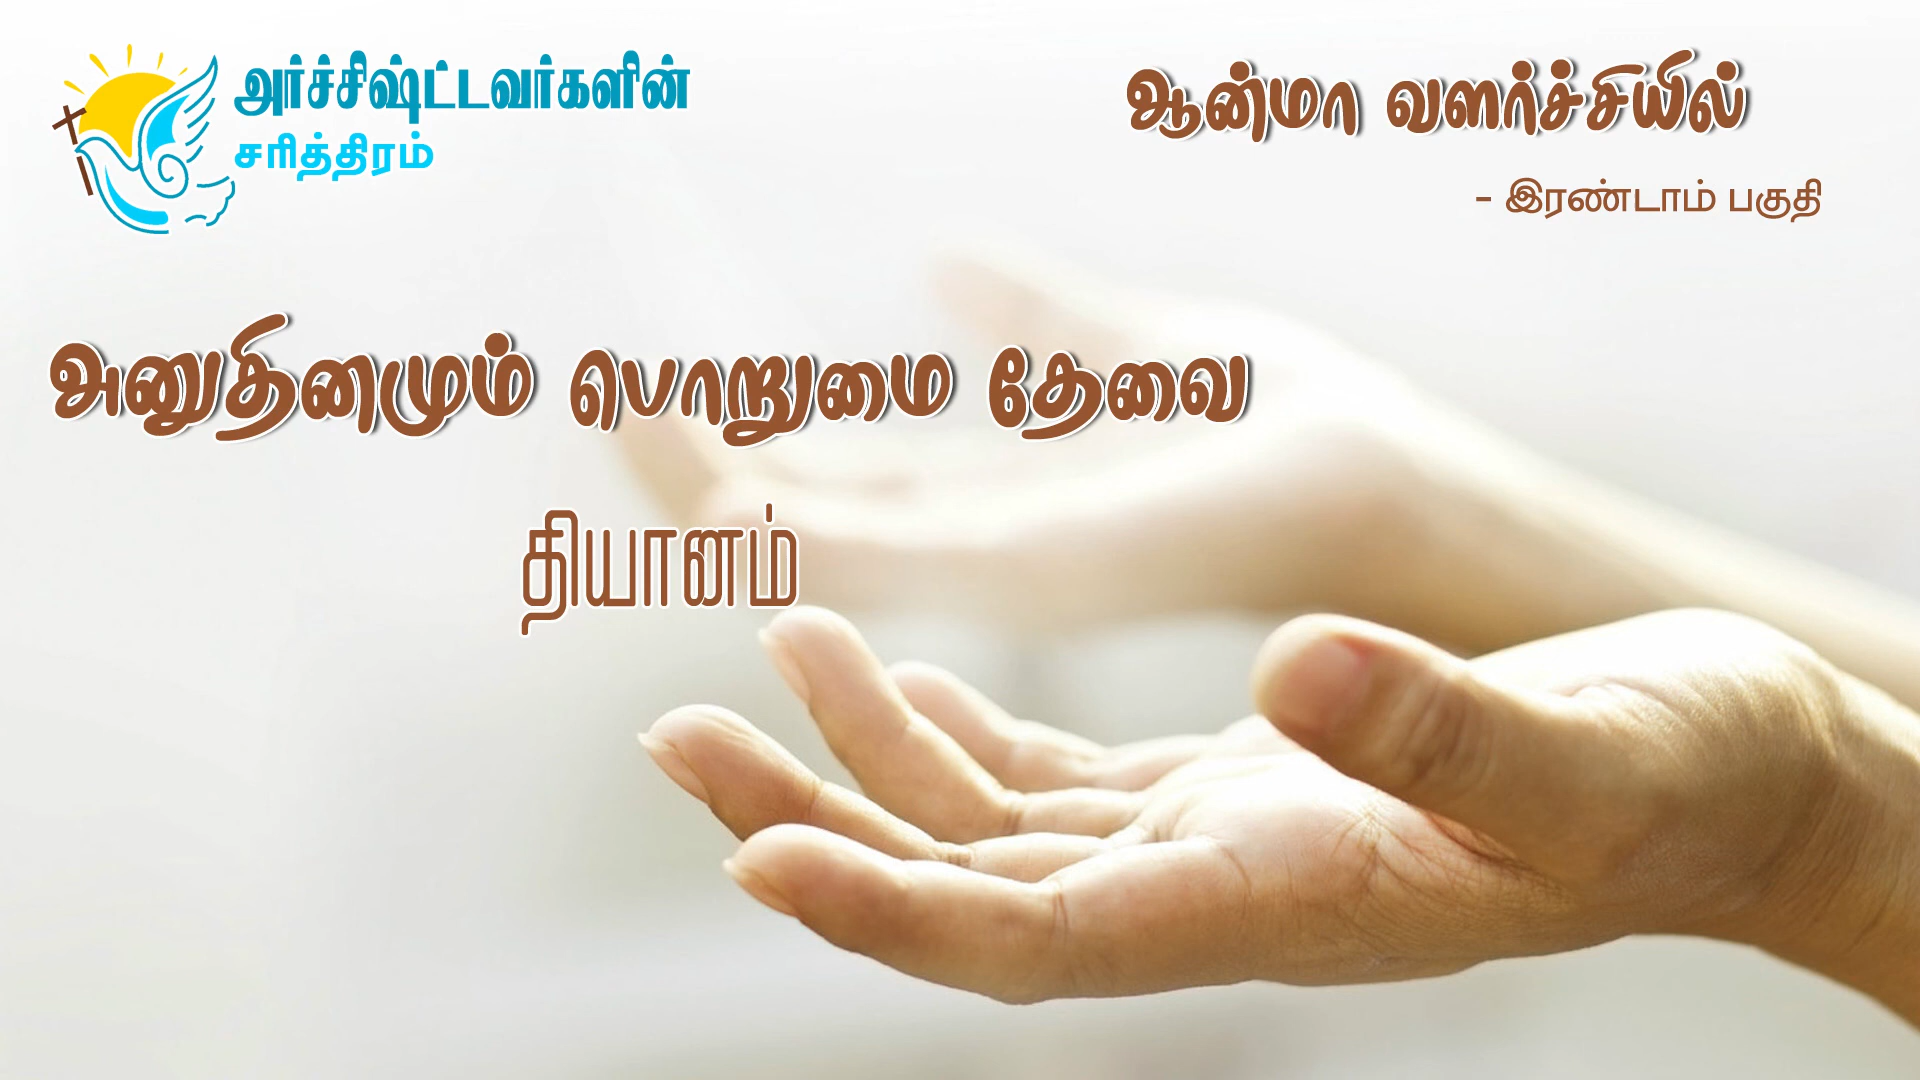 அர்ச்சிஷ்ட்டவர்களின்
சரித்திரம்
ஆன்மா வளர்ச்சியில்
- இரண்டாம் பகுதி
அனுதினமும் பொறுமை தேவை
தியானம்